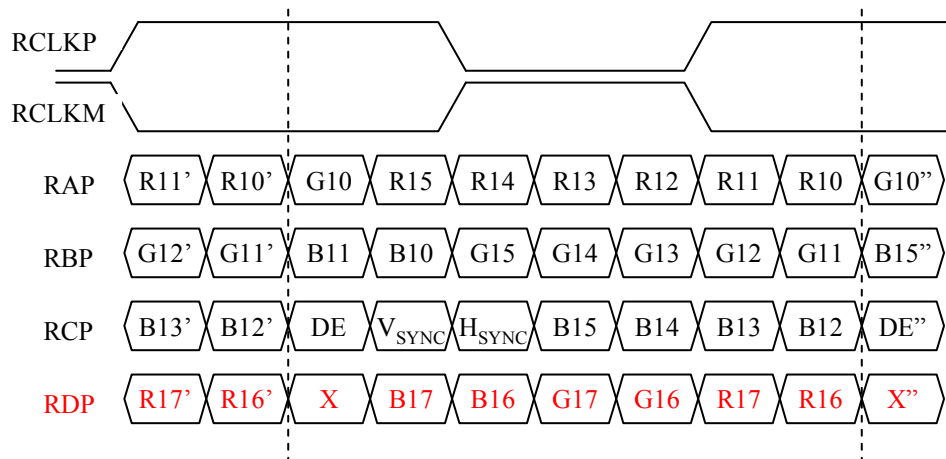 RCLKP
RCLKM
RAP R11’ R10’ G10 R15 R14 R13 R12 R11 R10 G10”
RBP G12’ G11’ B11 B10 G15 G14 G13 G12 G11 B15”
RCP B13’ B12’ DE V_SYNC H_SYNC B15 B14 B13 B12 DE”
RDP R17’ R16’ X B17 B16 G17 G16 R17 R16 X”